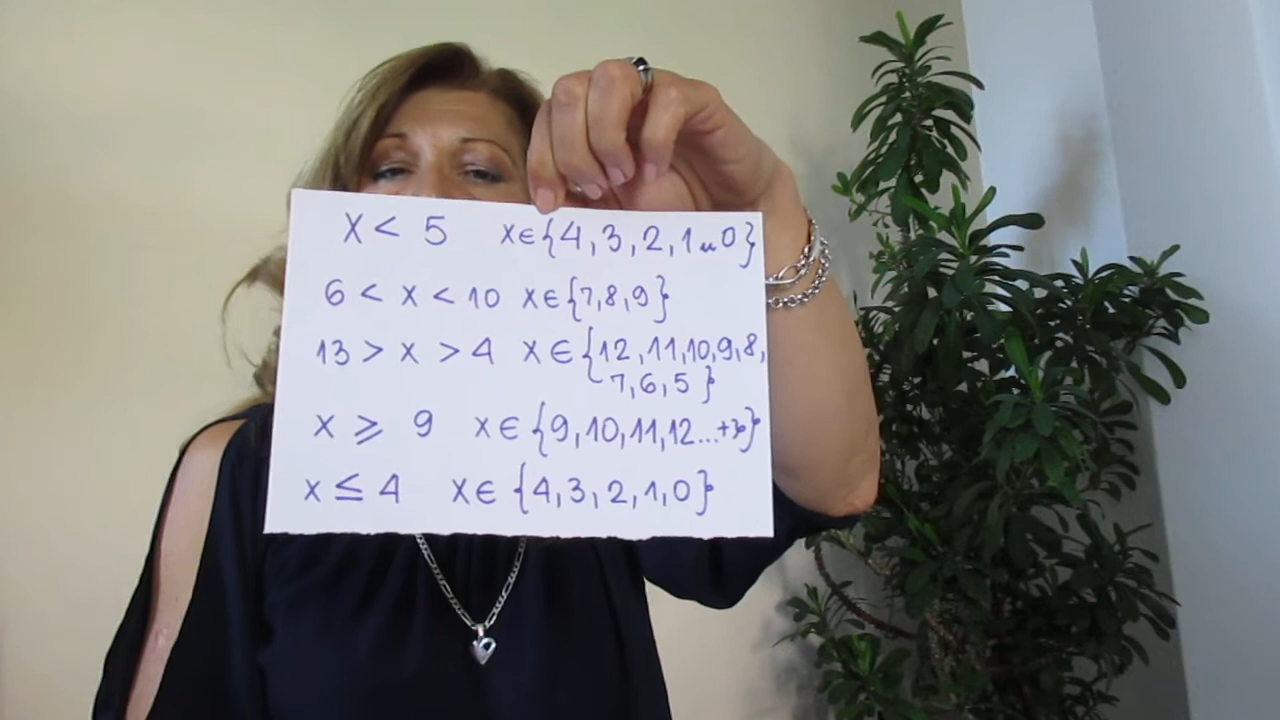 x < 5 x∈{4,3,2,1 и 0}
6 < x < 10 x∈{7,8,9}
13 > x > 4 x∈{12,11,10,9,8,
7,6,5}
x ⩾ 9 x∈{9,10,11,12...+∞}
x ≤ 4 x∈{4,3,2,1,0}